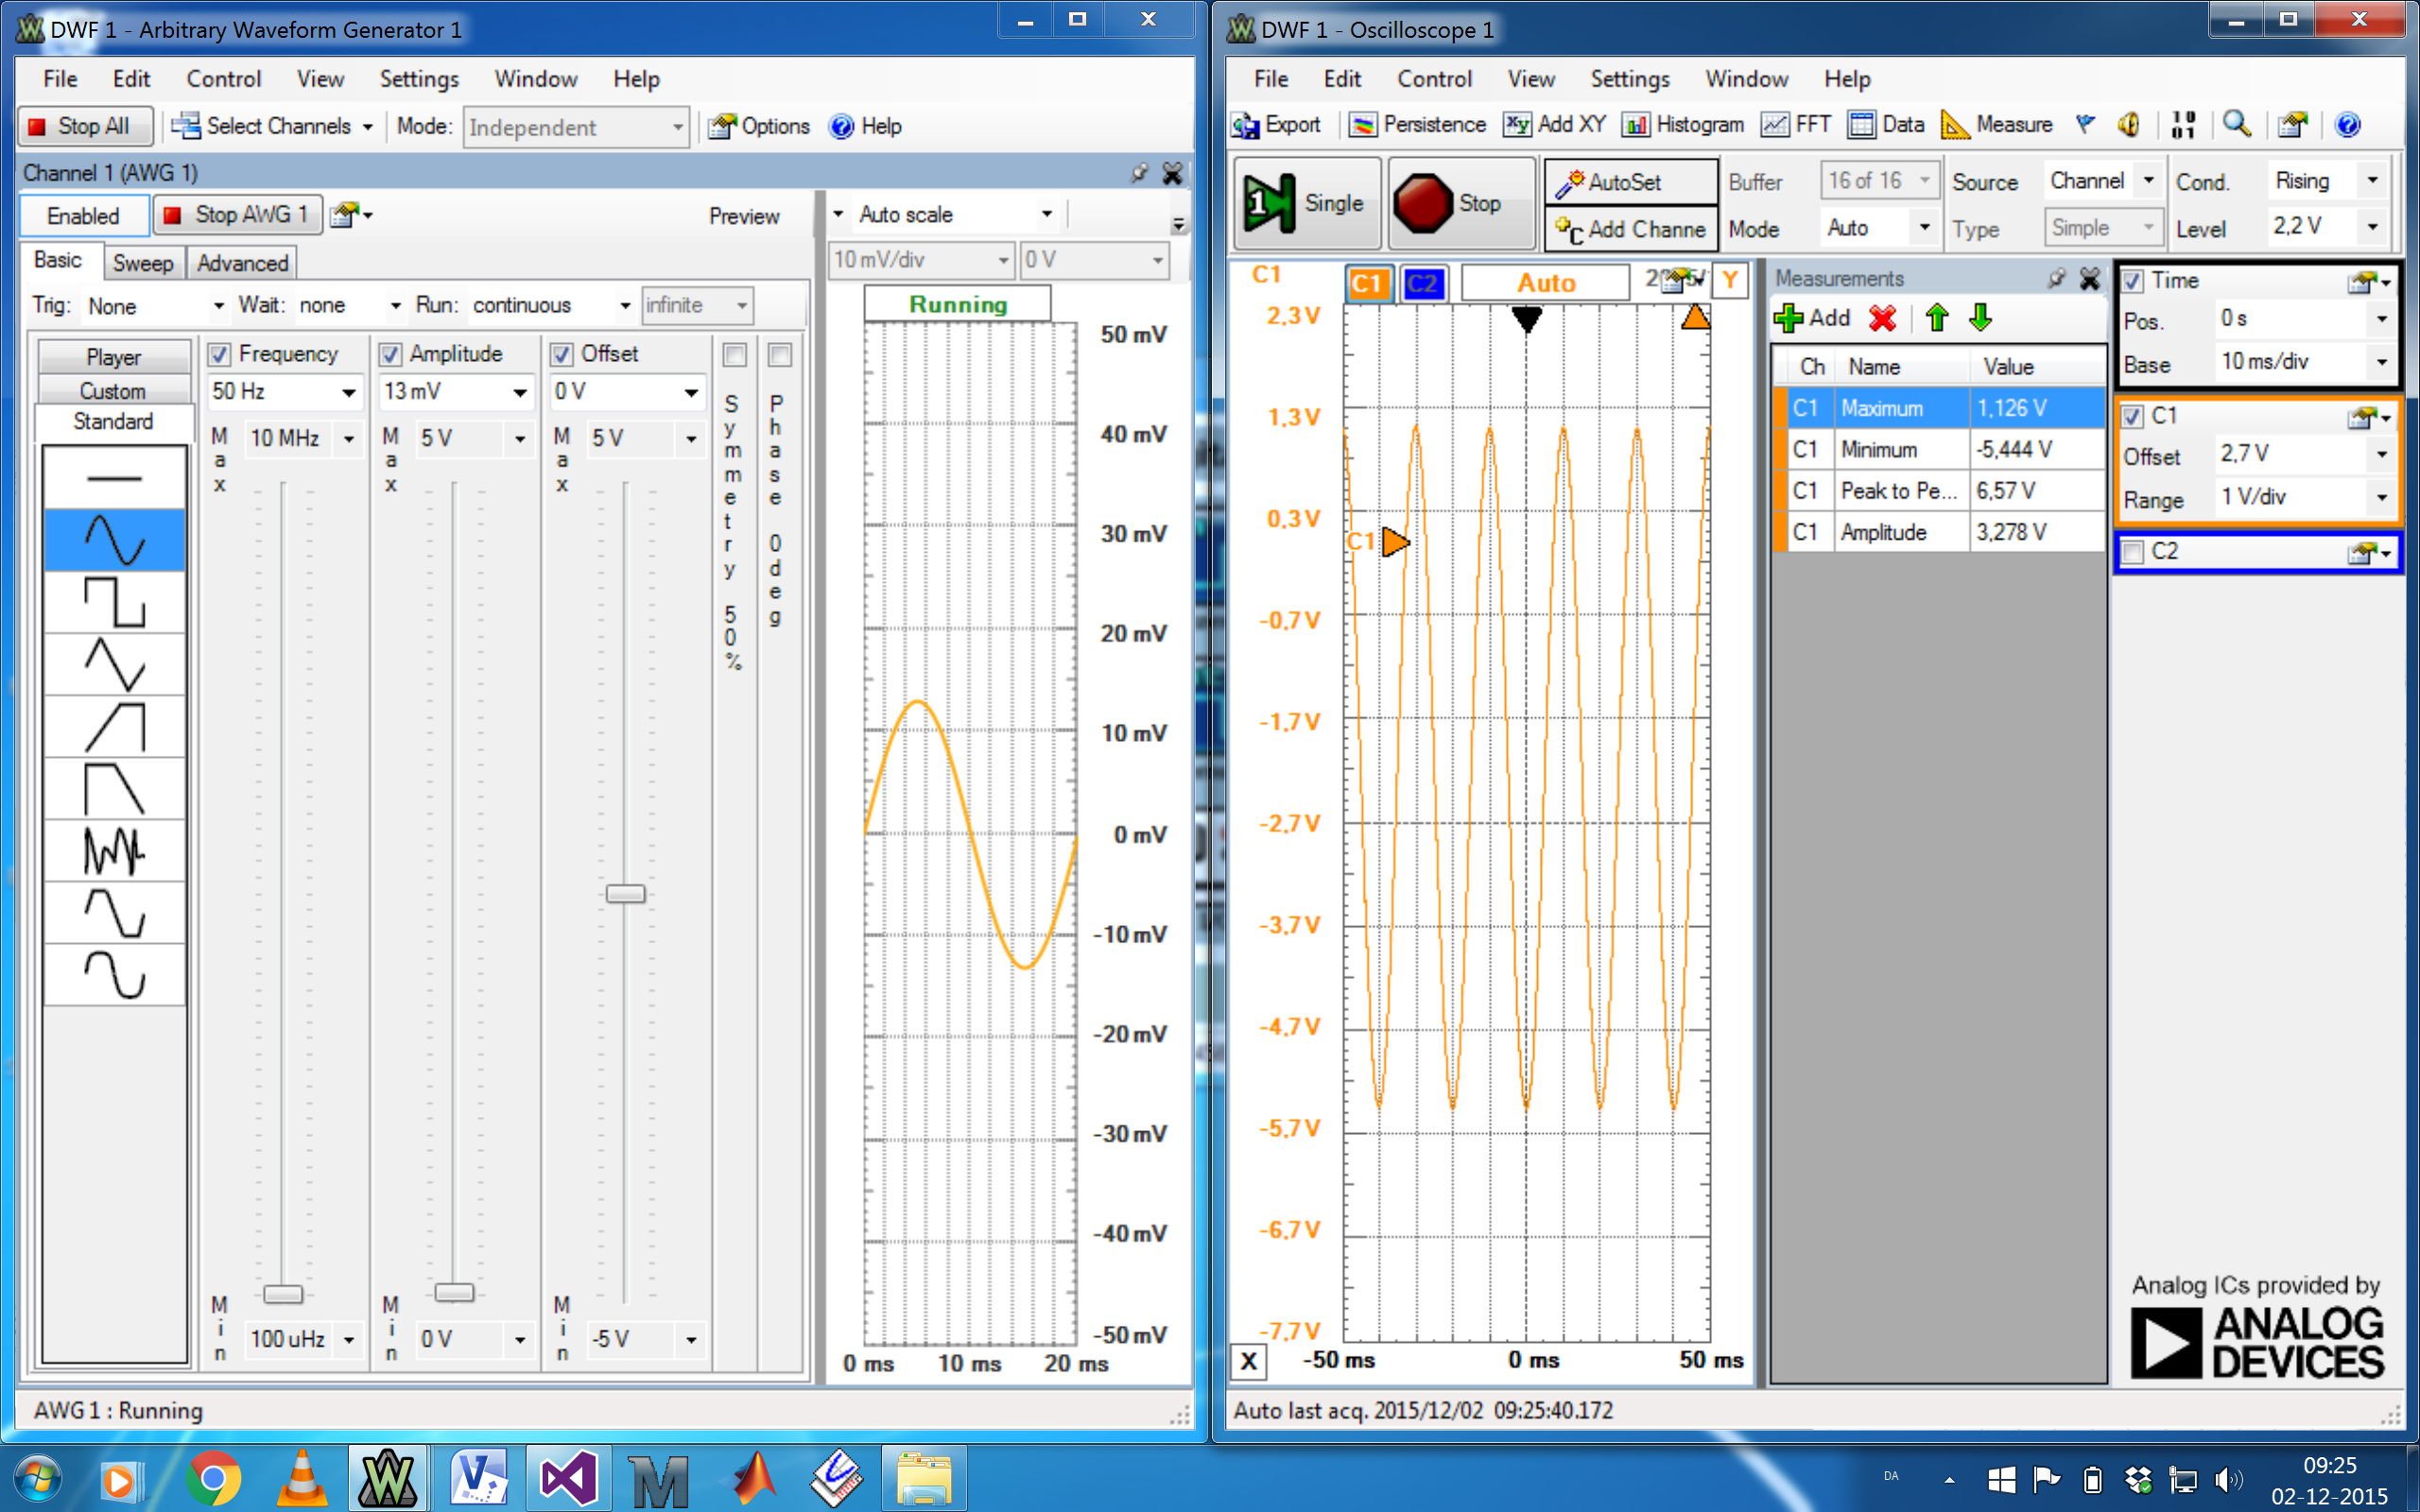 DWF 1 - Arbitrary Waveform Generator 1
File Edit Control View Settings Window Help
Stop All Select Channels Mode: Independent Options Help
Channel 1 (AWG 1)
Enabled Stop AWG 1 Preview
Basic Sweep Advanced
Trig: None Wait: none Run: continuous infinite
Player
Custom
Standard
Frequency
50 Hz
Max 10 MHz
Min 100 uHz
Amplitude
13 mV
Max 5 V
Min 0 V
Offset
0 V
Max 5 V
Min -5 V
Symmetry 50%
Phase 0deg
Auto scale
10 mV/div 0 V
Running
50 mV
40 mV
30 mV
20 mV
10 mV
0 mV
-10 mV
-20 mV
-30 mV
-40 mV
-50 mV
0 ms 10 ms 20 ms
AWG 1 : Running
DWF 1 - Oscilloscope 1
File Edit Control View Settings Window Help
Export Persistence Add XY Histogram FFT Data Measure
1 Single Stop AutoSet Buffer 16 of 16 Source Channel Cond. Rising
Add Channe Mode Auto Type Simple Level 2,2 V
C1 C1 C2 Auto Y
2,3 V
1,3 V
0,3 V
C1
-0,7 V
-1,7 V
-2,7 V
-3,7 V
-4,7 V
-5,7 V
-6,7 V
-7,7 V
X -50 ms 0 ms 50 ms
Measurements
Add
Ch Name Value
C1 Maximum 1,126 V
C1 Minimum -5,444 V
C1 Peak to Pe... 6,57 V
C1 Amplitude 3,278 V
Time
Pos. 0 s
Base 10 ms/div
C1
Offset 2,7 V
Range 1 V/div
C2
Analog ICs provided by
ANALOG
DEVICES
Auto last acq. 2015/12/02 09:25:40.172
DA
09:25
02-12-2015